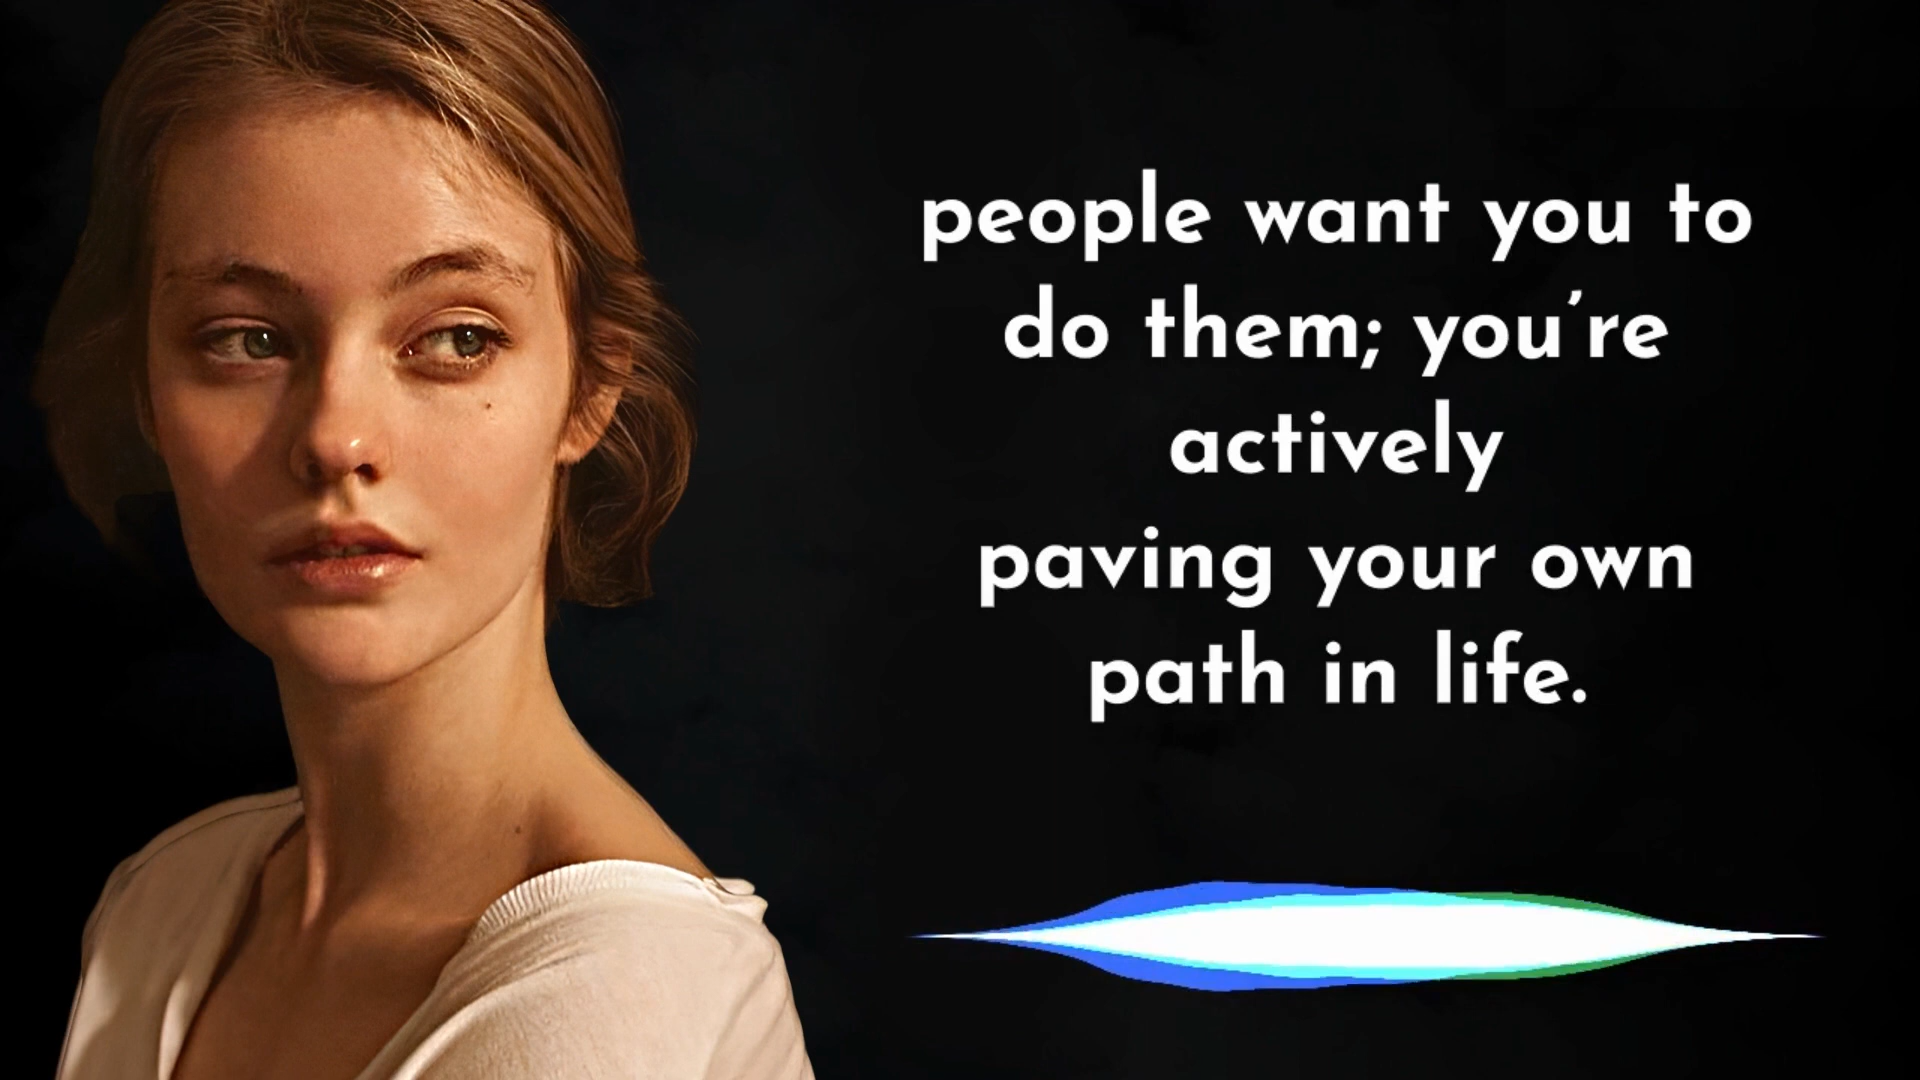 people want you to
do them; you're
actively
paving your own
path in life.